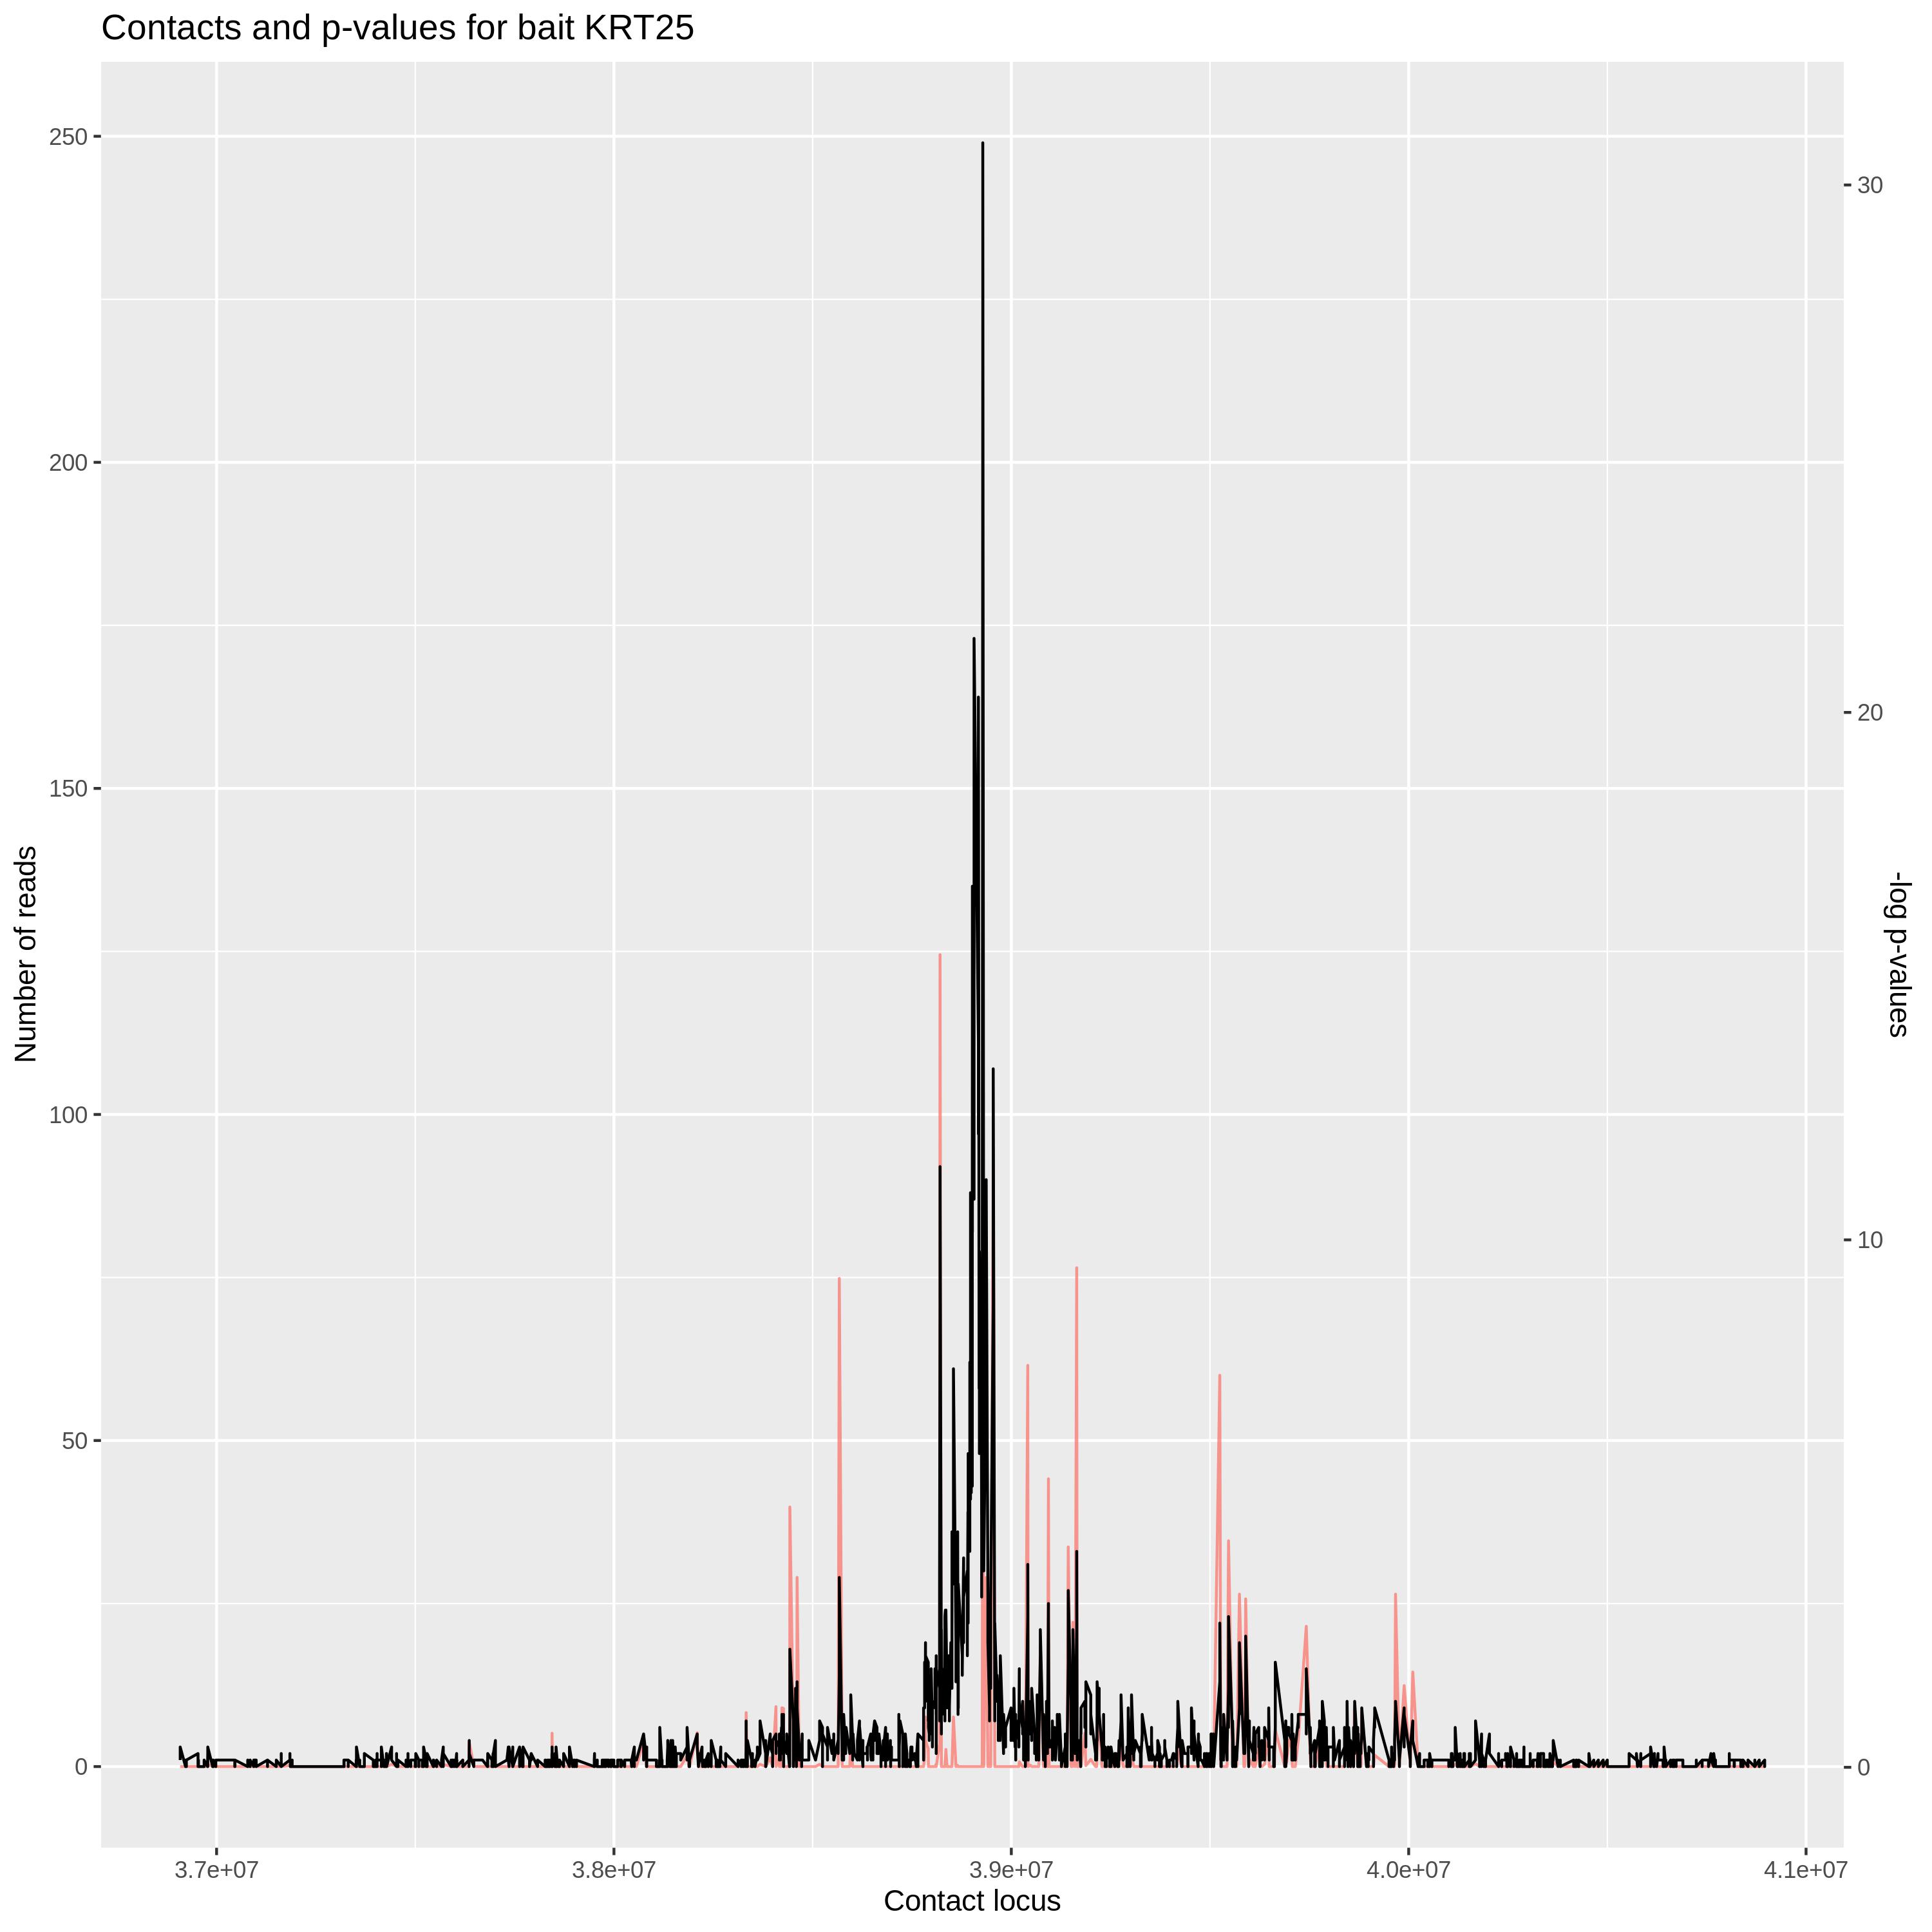 Contacts and p-values for bait KRT25
250
200
150
100
50
0
Number of reads
30
20
10
0
-log p-values
3.7e+07
3.8e+07
3.9e+07
4.0e+07
4.1e+07
Contact locus